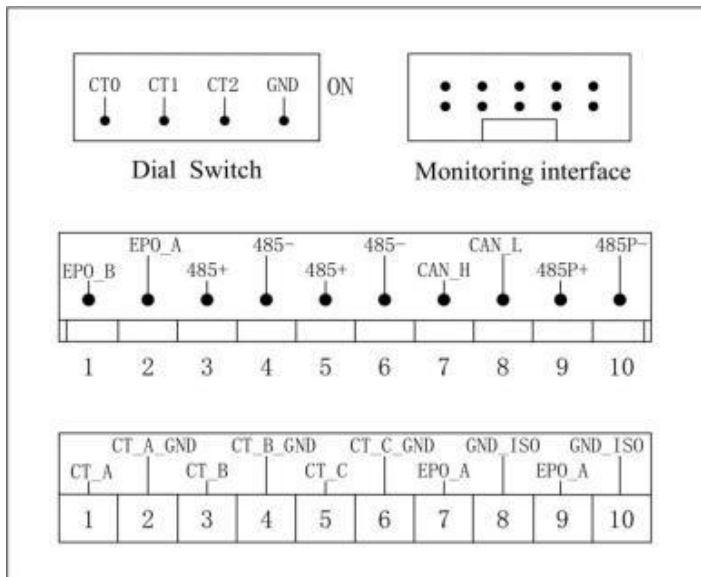 CT0 CT1 CT2 GND ON
Dial Switch
Monitoring interface
EPO_A 485- 485- CAN_L 485P-
EPO_B 485+ 485+ CAN_H 485P+
1 2 3 4 5 6 7 8 9 10
CT_A_GND CT_B_GND CT_C_GND GND_ISO GND_ISO
CT_A CT_B CT_C EPO_A EPO_A
1 2 3 4 5 6 7 8 9 10